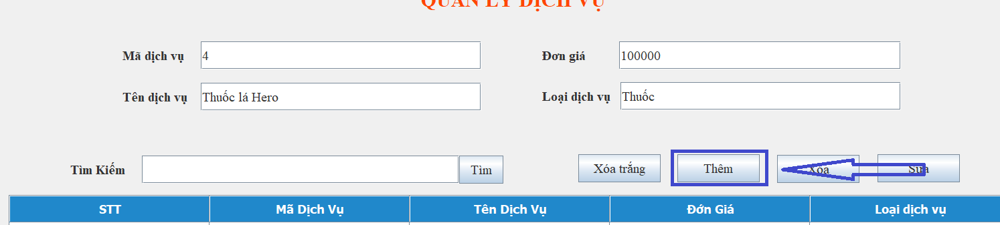 QUẢN LÝ DỊCH VỤ
Mã dịch vụ 4 Đơn giá 100000
Tên dịch vụ Thuốc lá Hero Loại dịch vụ Thuốc
Tìm Kiếm Tìm Xóa trắng Thêm Xóa Sửa
STT Mã Dịch Vụ Tên Dịch Vụ Đớn Giá Loại dịch vụ